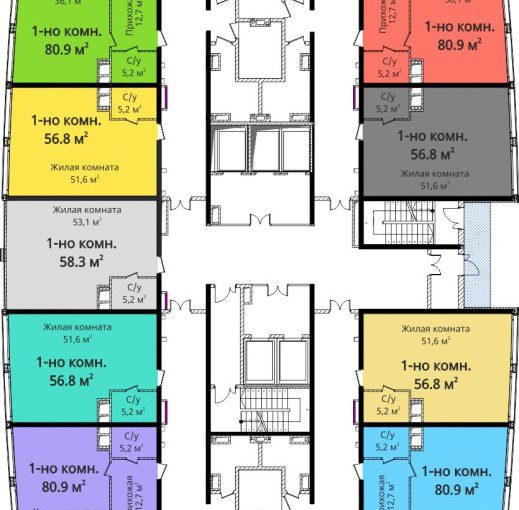 36,1 м²
Прихожая
12,7 м²
1-но комн.
80.9 м²
С/у
5,2 м²
36,1 м²
Прихожая
12,7 м²
1-но комн.
80.9 м²
С/у
5,2 м²
С/у
5,2 м²
1-но комн.
56.8 м²
Жилая комната
51,6 м²
С/у
5,2 м²
1-но комн.
56.8 м²
Жилая комната
51,6 м²
Жилая комната
53,1 м²
1-но комн.
58.3 м²
С/у
5,2 м²
Жилая комната
51,6 м²
1-но комн.
56.8 м²
С/у
5,2 м²
Жилая комната
51,6 м²
1-но комн.
56.8 м²
С/у
5,2 м²
С/у
5,2 м²
1-но комн.
80.9 м²
Прихожая
12,7 м²
С/у
5,2 м²
1-но комн.
80.9 м²
Прихожая
12,7 м²